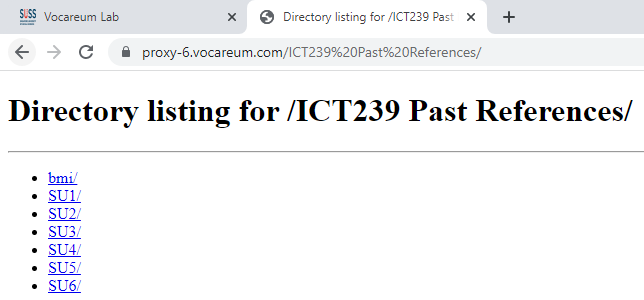 SUSS Vocareum Lab
Directory listing for /ICT239 Past
proxy-6.vocareum.com/ICT239%20Past%20References/
Directory listing for /ICT239 Past References/
bmi/
SU1/
SU2/
SU3/
SU4/
SU5/
SU6/